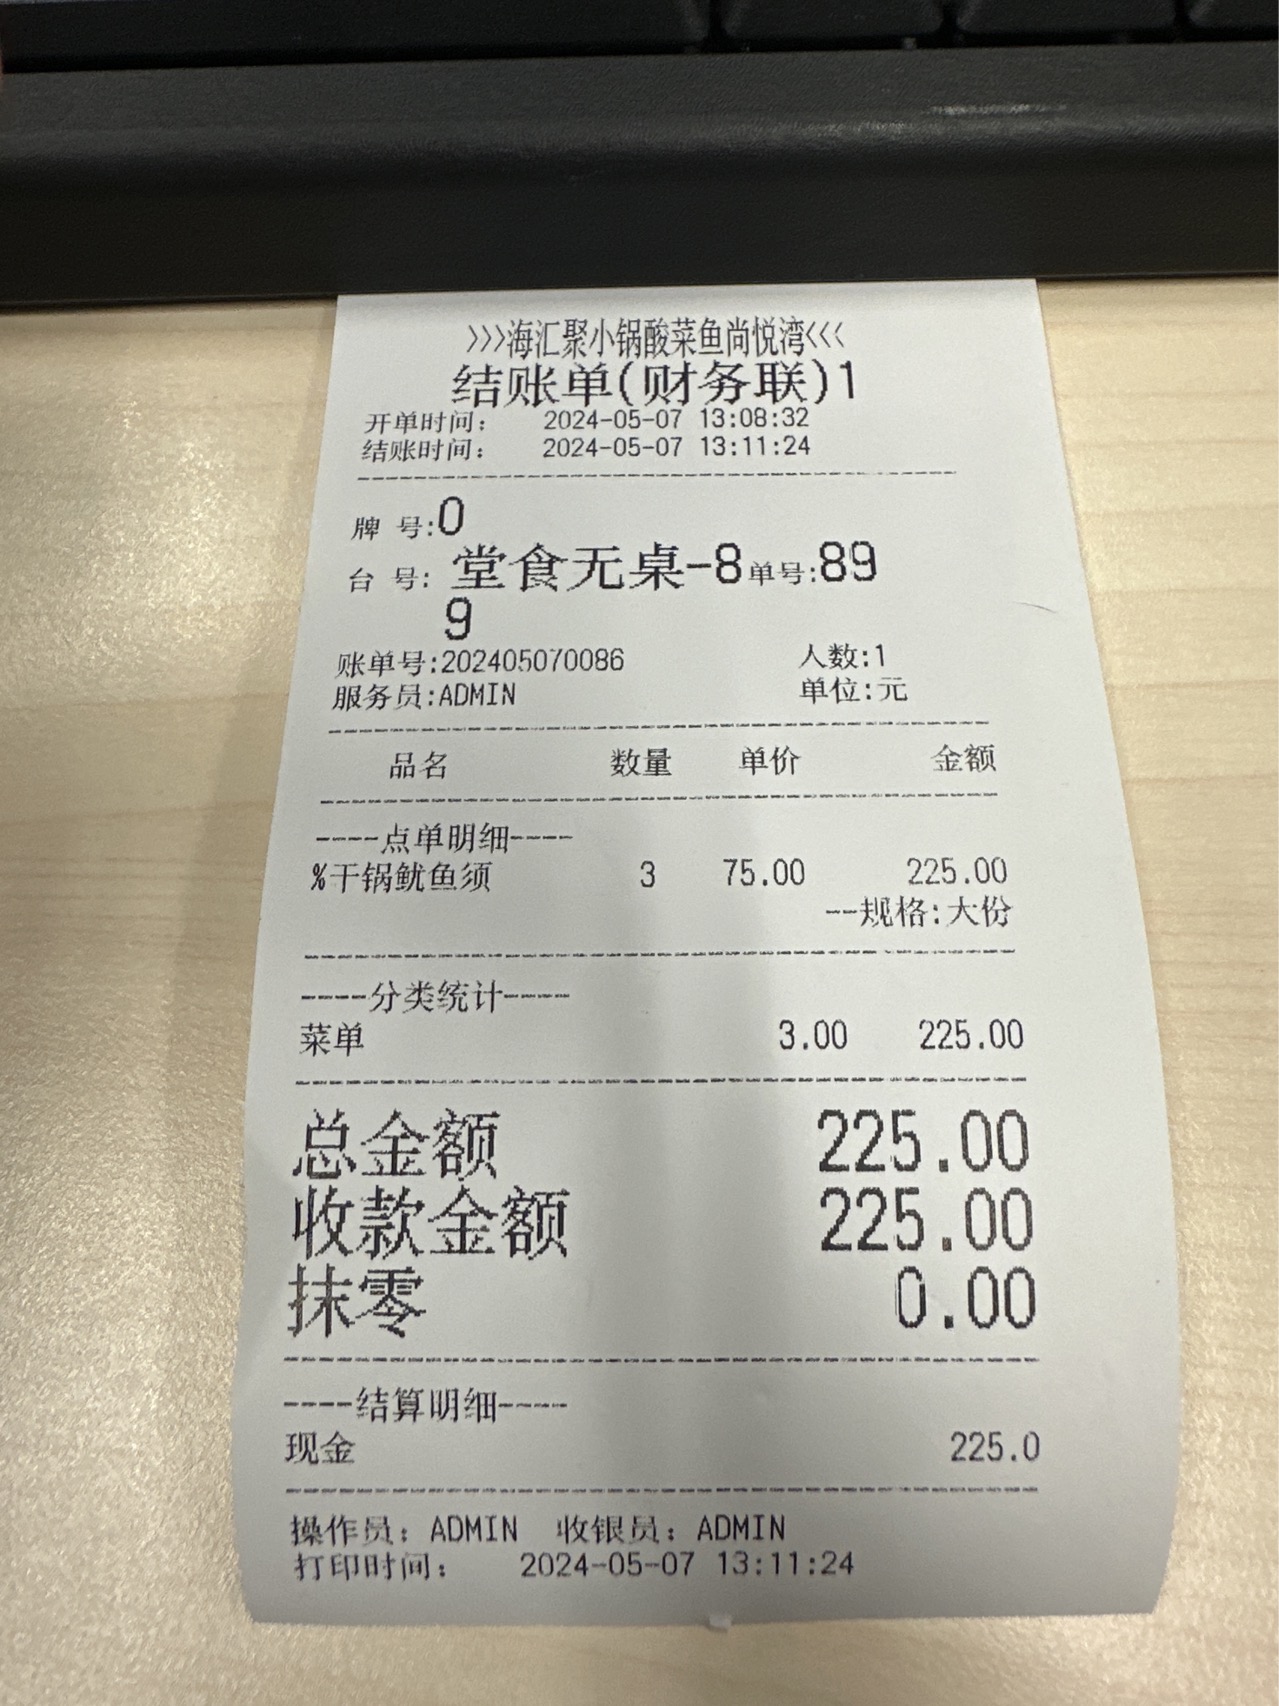 >>>海汇聚小锅酸菜鱼尚悦湾<<<
结账单(财务联)1
开单时间: 2024-05-07 13:08:32
结账时间: 2024-05-07 13:11:24
牌 号:0
台 号: 堂食无桌-8单号:89
9
账单号:202405070086 人数:1
服务员:ADMIN 单位:元
品名 数量 单价 金额
----点单明细----
%干锅鱿鱼须 3 75.00 225.00
--规格:大份
----分类统计----
菜单 3.00 225.00
总金额 225.00
收款金额 225.00
抹零 0.00
----结算明细----
现金 225.0
操作员: ADMIN 收银员: ADMIN
打印时间: 2024-05-07 13:11:24